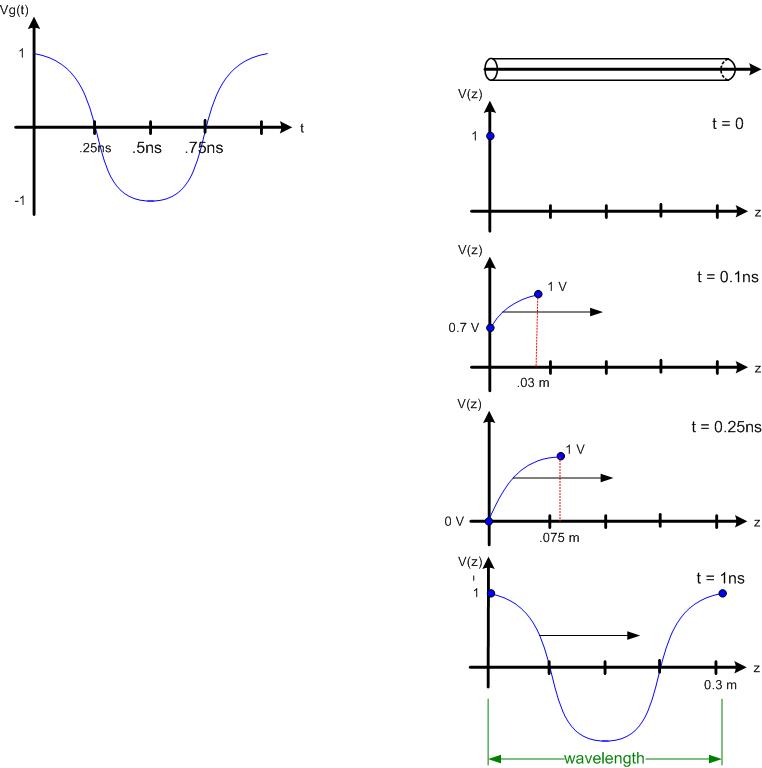 Vg(t)
1
.25ns
.5ns
.75ns
t
-1
V(z)
t = 0
1
z
V(z)
t = 0.1ns
1 V
0.7 V
z
.03 m
V(z)
t = 0.25ns
1 V
0 V
z
.075 m
V(z)
t = 1ns
1
z
0.3 m
wavelength